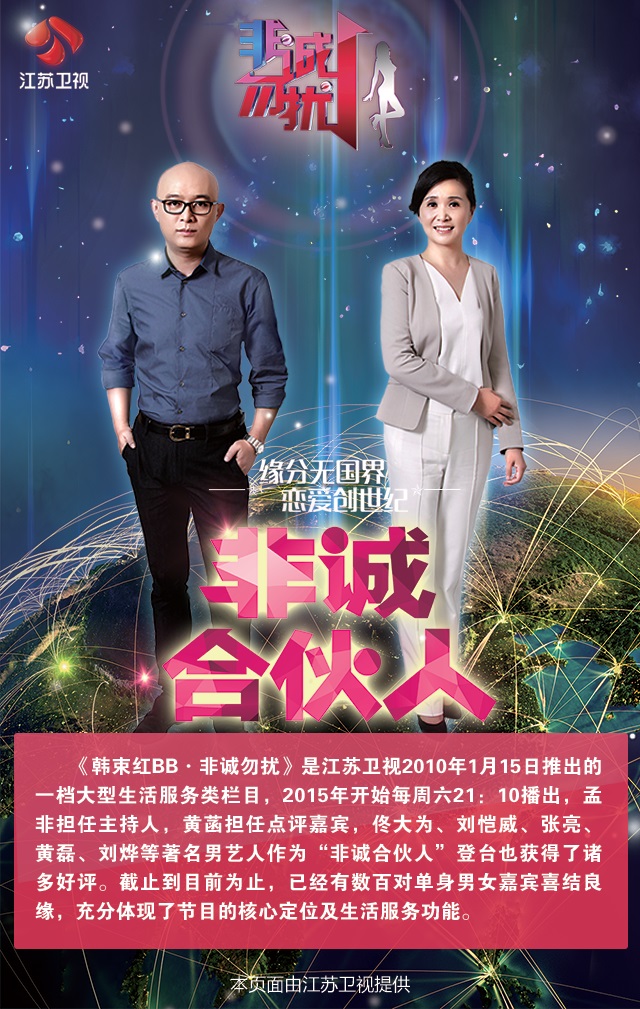 江苏卫视
非诚
勿扰
缘分无国界
恋爱创世纪
非诚
合伙人
《韩束红BB·非诚勿扰》是江苏卫视2010年1月15日推出的
一档大型生活服务类栏目，2015年开始每周六21：10播出，孟
非担任主持人，黄菡担任点评嘉宾，佟大为、刘恺威、张亮、
黄磊、刘烨等著名男艺人作为“非诚合伙人”登台也获得了诸
多好评。截止到目前为止，已经有数百对单身男女嘉宾喜结良
缘，充分体现了节目的核心定位及生活服务功能。
本页面由江苏卫视提供